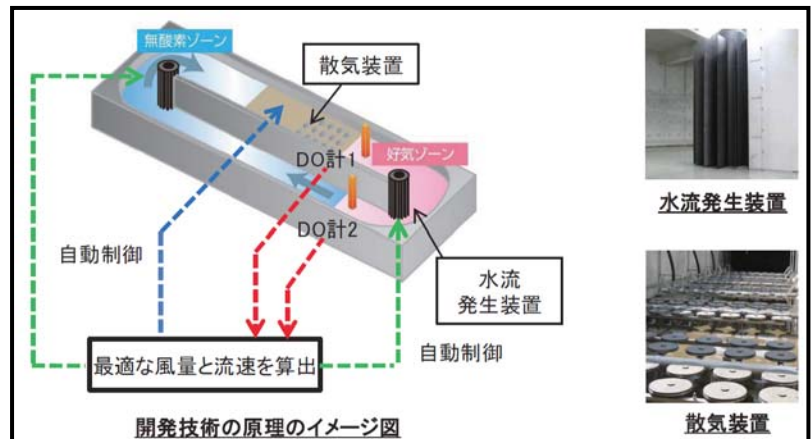 無酸素ゾーン
散気装置
DO計1
好気ゾーン
DO計2
自動制御
水流
発生装置
最適な風量と流速を算出
自動制御
開発技術の原理のイメージ図
水流発生装置
散気装置